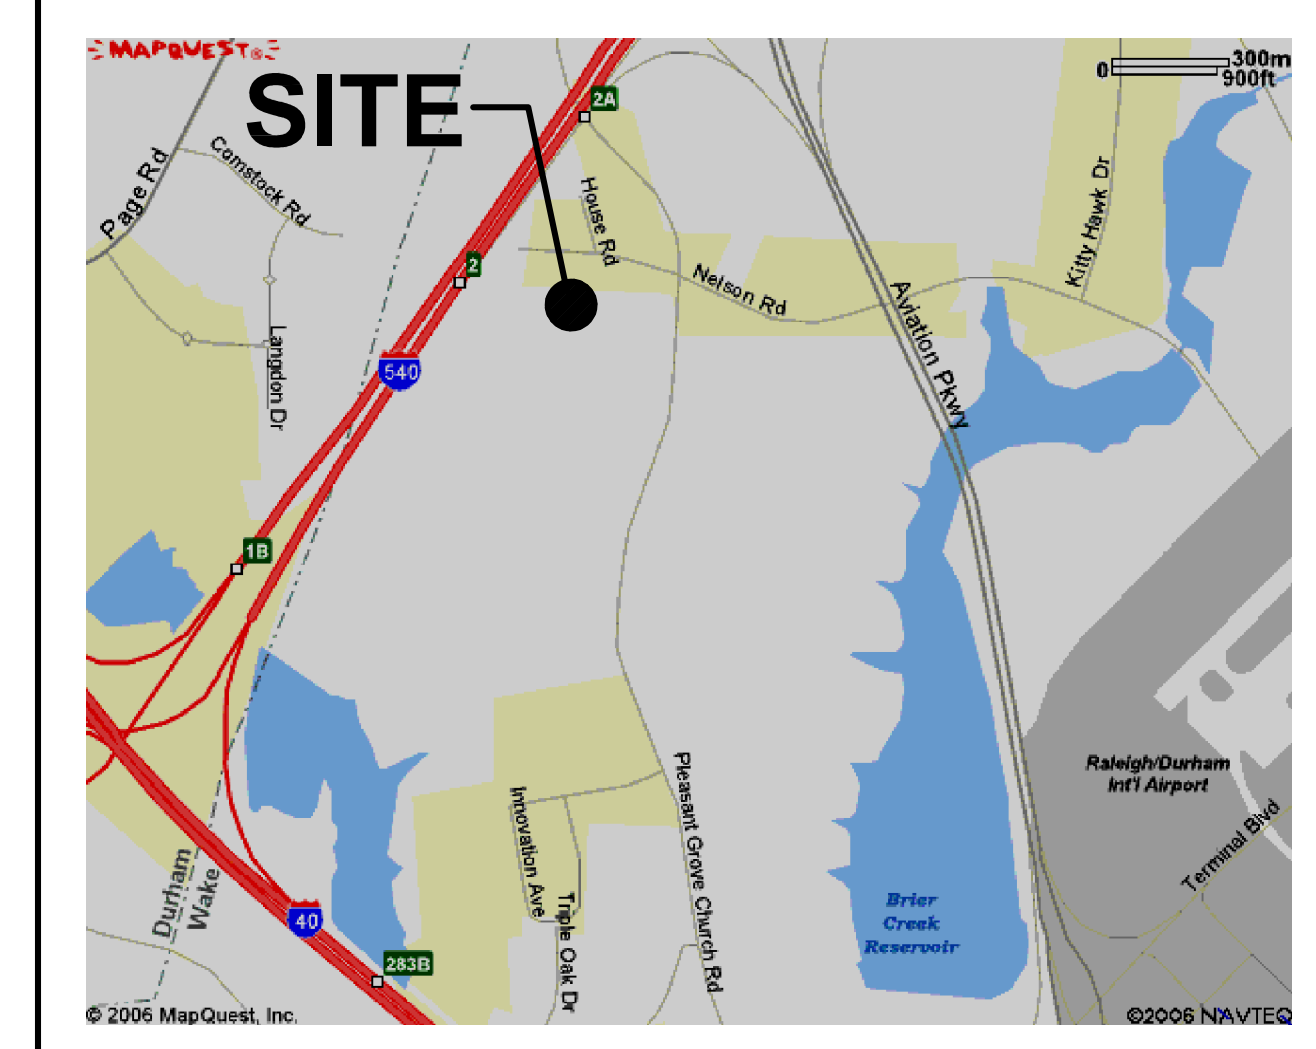 MAPQUEST®
SITE
0
300m
900ft
2A
Page Rd
Comstock Rd
House Rd
Kitty Hawk Dr
2
Nelson Rd
Aviation Pkwy
Langdon Dr
540
1B
Raleigh/Durham
Int'l Airport
Pleasant Grove Church Rd
Innovation Ave
Terminal Blvd
Durham
Wake
Triple Oak Dr
40
Brier
Creek
Reservoir
283B
© 2006 MapQuest, Inc.
©2006 NAVTEQ